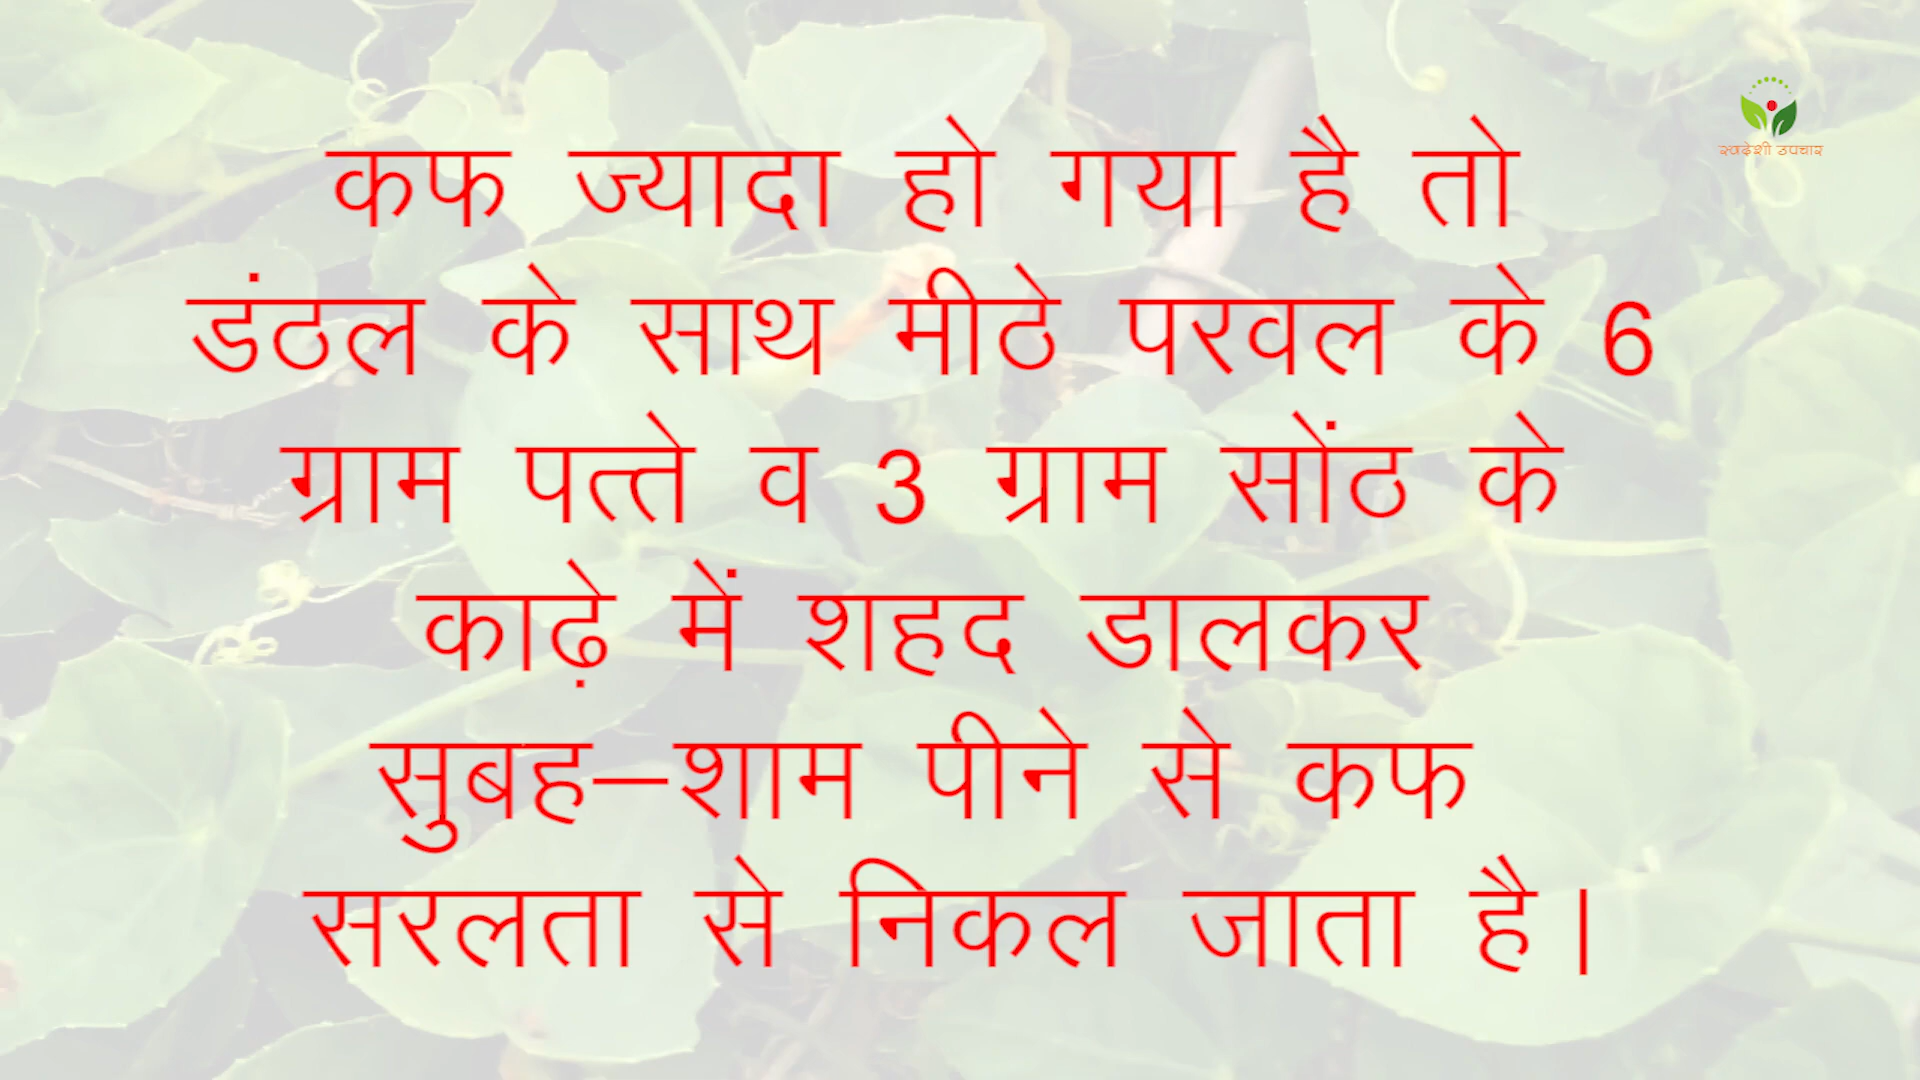 स्वदेशी उपचार
कफ ज्यादा हो गया है तो
डंठल के साथ मीठे परवल के 6
ग्राम पत्ते व 3 ग्राम सोंठ के
काढ़े में शहद डालकर
सुबह–शाम पीने से कफ
सरलता से निकल जाता है।